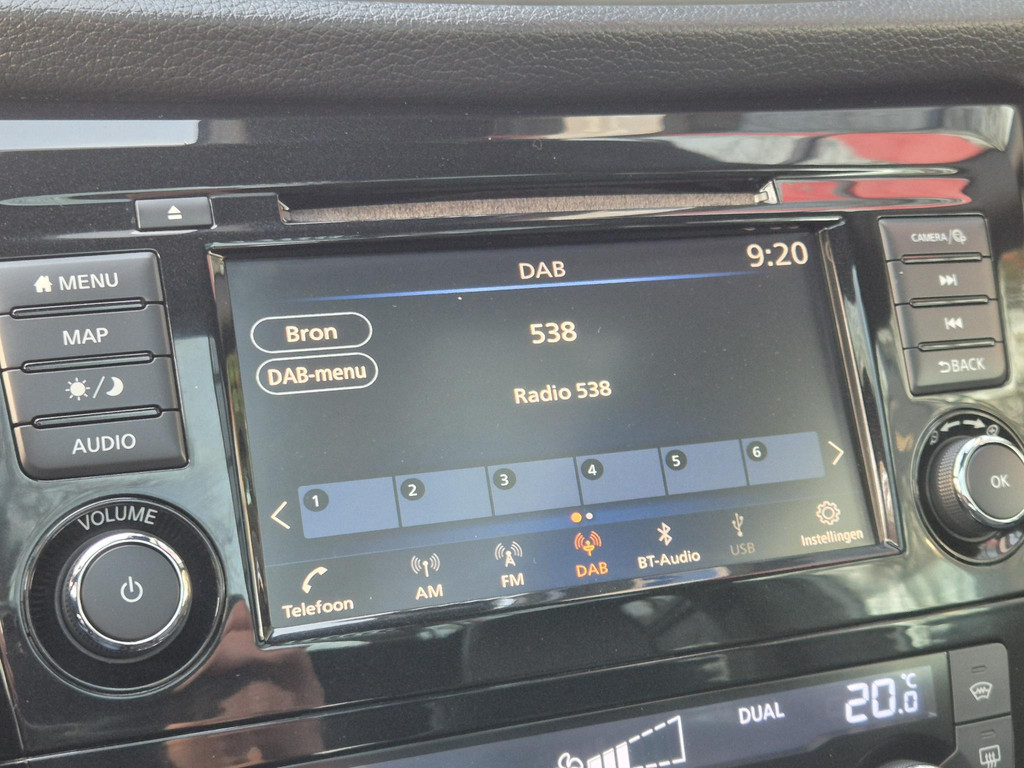 CAMERA/
DAB
9:20
MENU
Bron
538
MAP
DAB-menu
Radio 538
BACK
AUDIO
1 2 3 4 5 6
OK
VOLUME
Telefoon AM FM DAB BT-Audio USB Instellingen
DUAL 20.0 °C